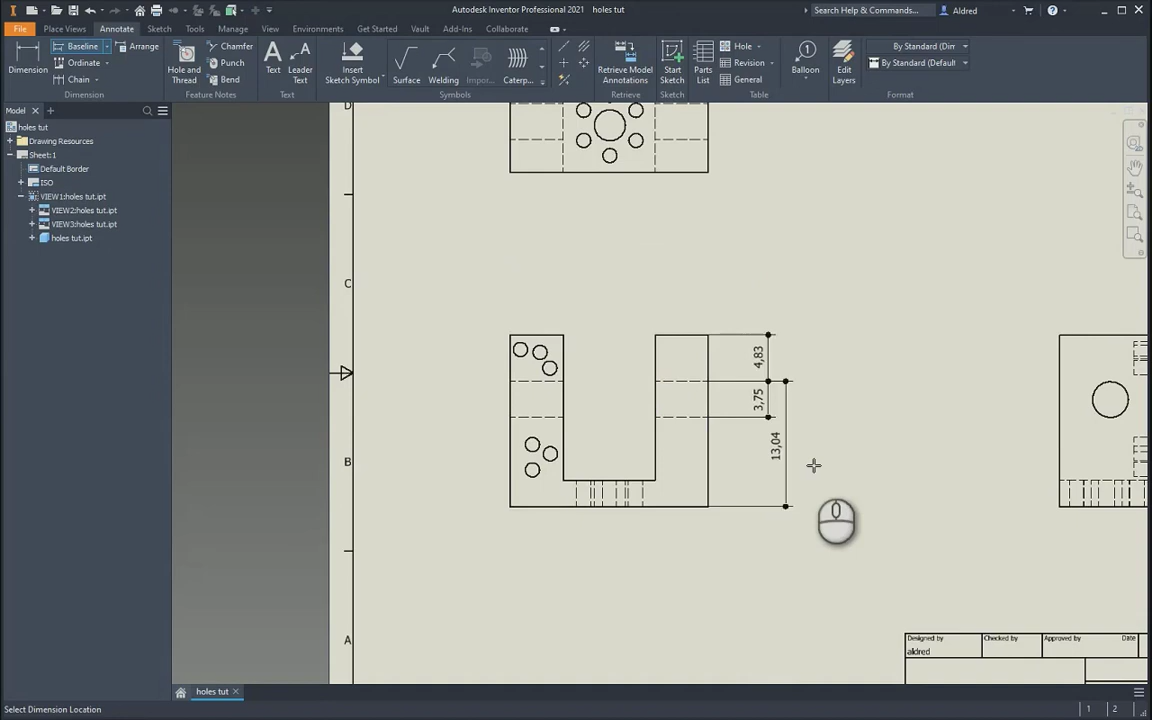 Autodesk Inventor Professional 2021 holes tut
Search Help & Commands...
Aldred
File Place Views Annotate Sketch Tools Manage View Environments Get Started Vault Add-Ins Collaborate
Dimension
Baseline
Ordinate
Chain
Arrange
Dimension
Hole and
Thread
Chamfer
Punch
Bend
Feature Notes
Text
Leader
Text
Text
Insert
Sketch Symbol
Surface
Welding
Impor...
Caterp...
Symbols
Retrieve Model
Annotations
Retrieve
Start
Sketch
Sketch
Parts
List
Hole
Revision
General
Table
Balloon
Edit
Layers
By Standard (Dim
By Standard (Defaul
Format
Model
holes tut
Drawing Resources
Sheet:1
Default Border
ISO
VIEW1:holes tut.ipt
VIEW2:holes tut.ipt
VIEW3:holes tut.ipt
holes tut.ipt
D
C
B
A
4,83
3,75
13,04
Designed by
aldred
Checked by
Approved by
Date
holes tut
Select Dimension Location
1 2